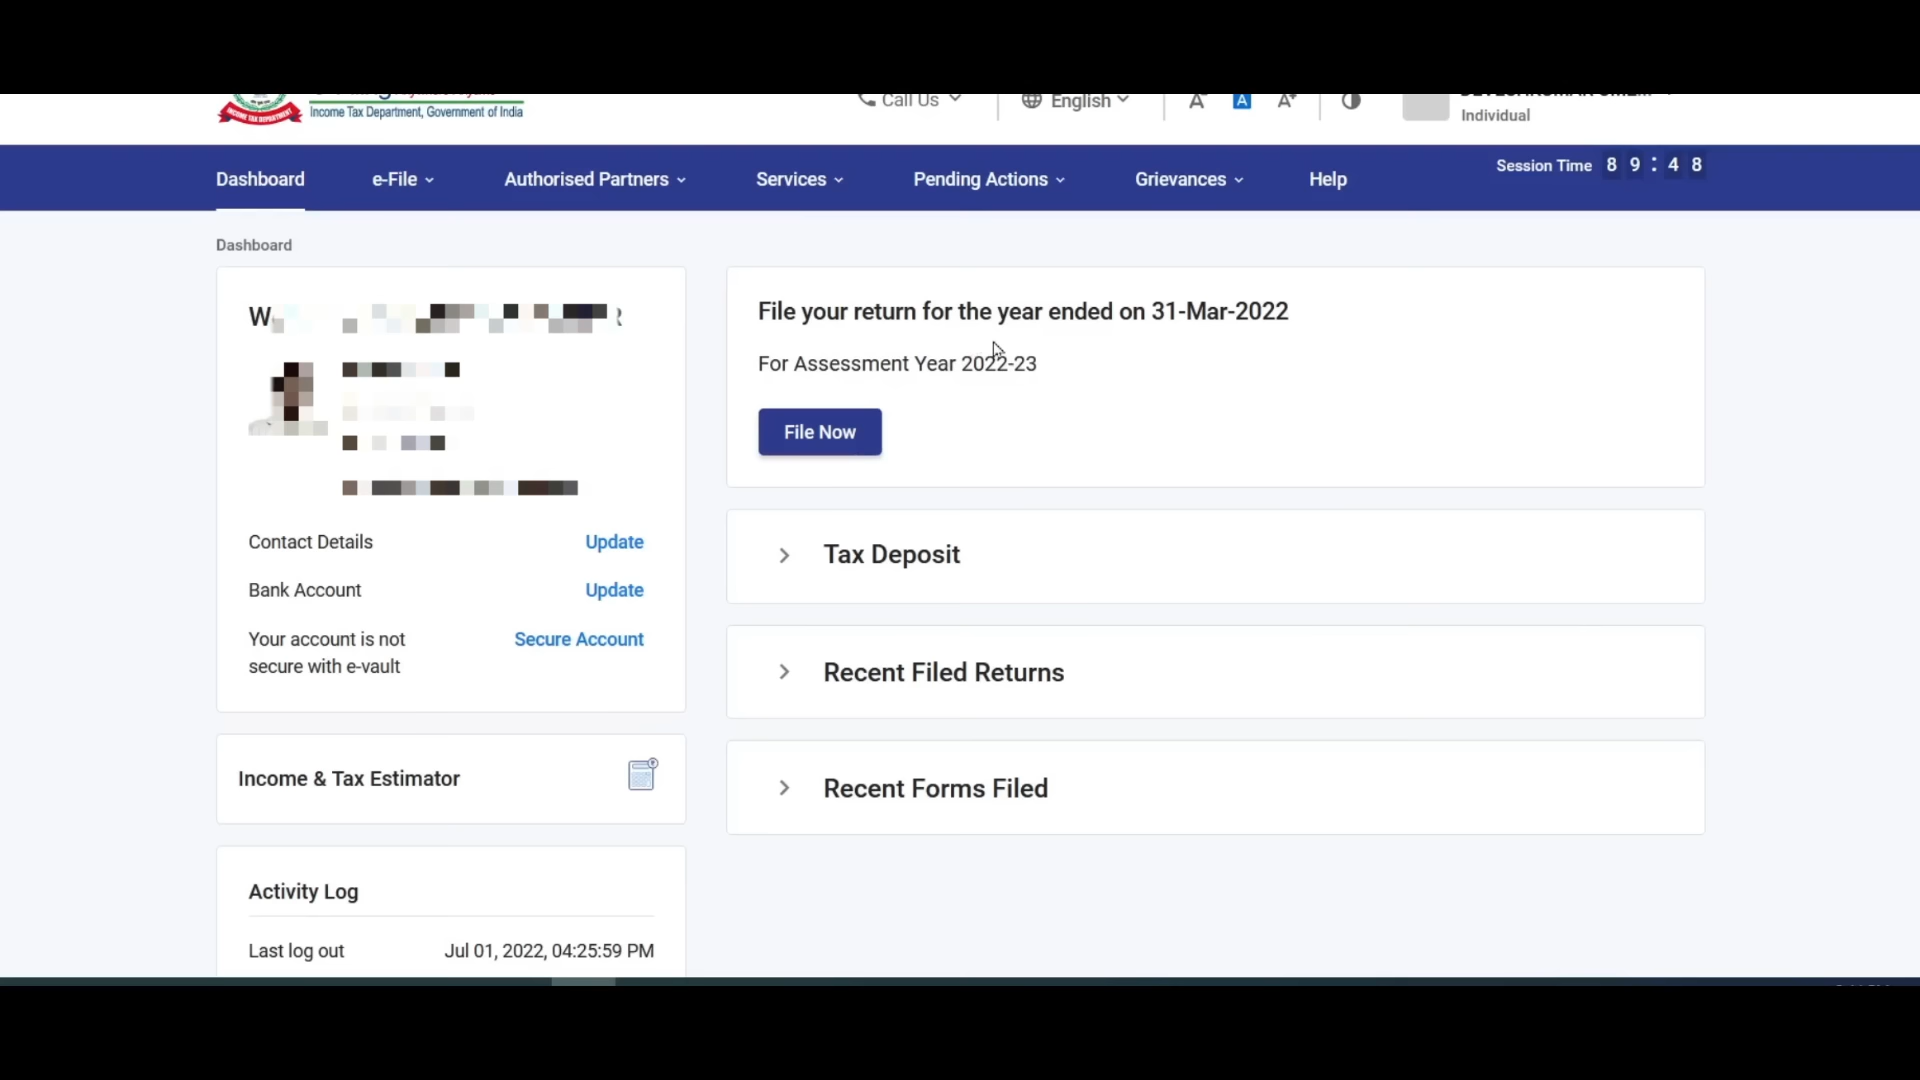 Income Tax Department, Government of India
Call Us
English
A
A
A+
Individual
Dashboard
e-File
Authorised Partners
Services
Pending Actions
Grievances
Help
Session Time 8 9 : 4 8
Dashboard
W
Contact Details Update
Bank Account Update
Your account is not
secure with e-vault
Secure Account
Income & Tax Estimator
Activity Log
Last log out Jul 01, 2022, 04:25:59 PM
File your return for the year ended on 31-Mar-2022
For Assessment Year 2022-23
File Now
Tax Deposit
Recent Filed Returns
Recent Forms Filed